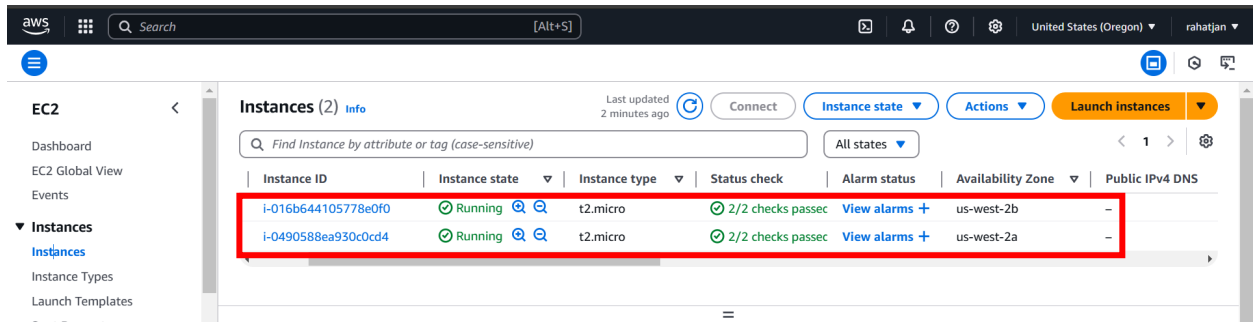 aws Search [Alt+S] United States (Oregon) ▼ rahatjan ▼
EC2
Dashboard
EC2 Global View
Events
▼ Instances
Instances
Instance Types
Launch Templates
Instances (2) Info
Last updated
2 minutes ago
Connect Instance state ▼ Actions ▼ Launch instances ▼
Find Instance by attribute or tag (case-sensitive) All states ▼ < 1 >
Instance ID Instance state Instance type Status check Alarm status Availability Zone Public IPv4 DNS
i-016b644105778e0f0 Running t2.micro 2/2 checks passec View alarms + us-west-2b –
i-0490588ea930c0cd4 Running t2.micro 2/2 checks passec View alarms + us-west-2a –